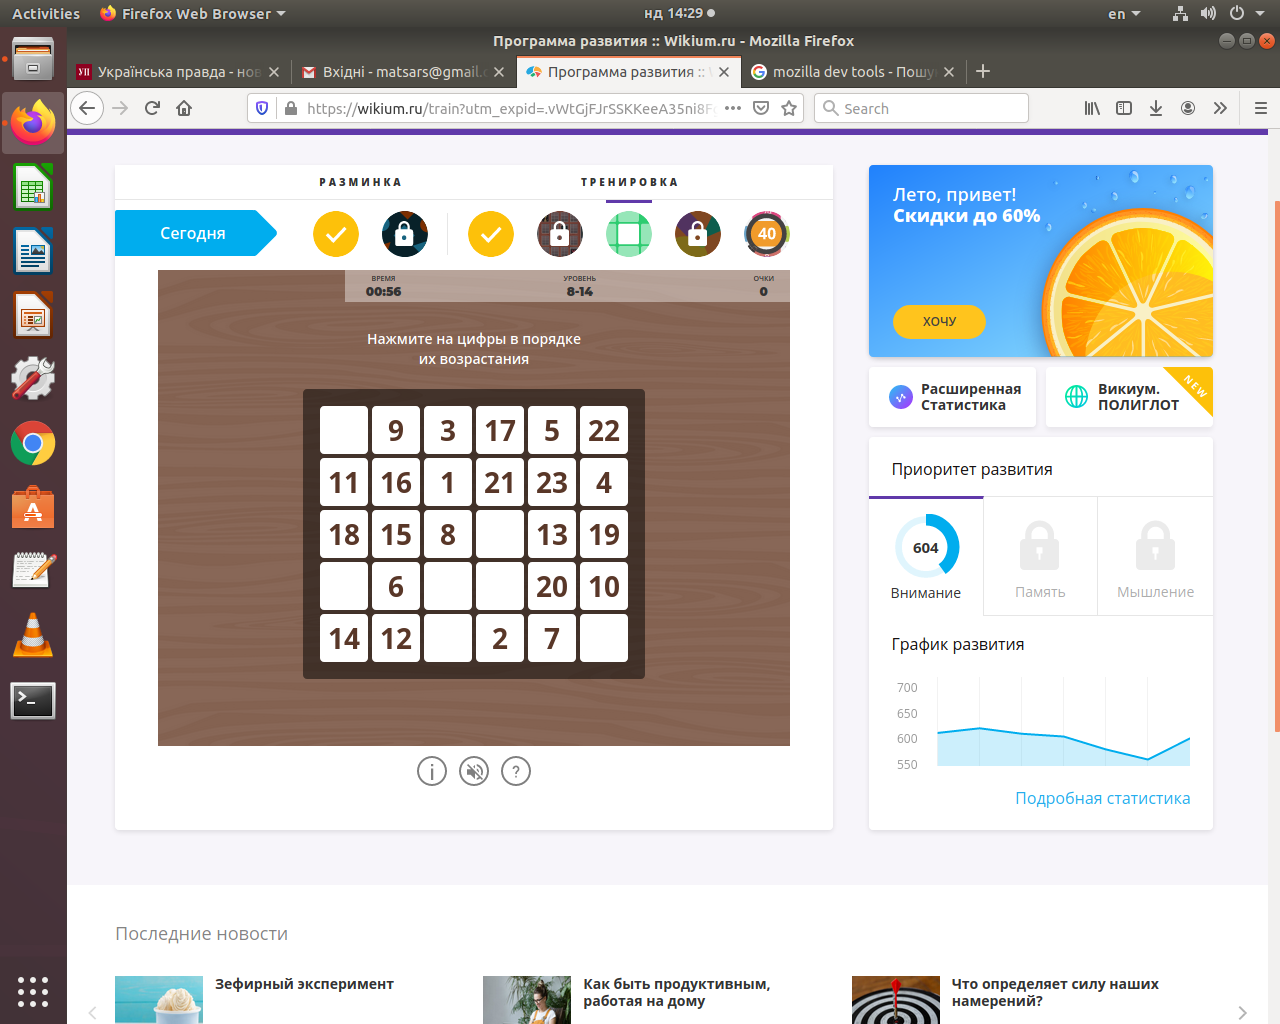 Activities
Firefox Web Browser
нд 14:29
en
Программа развития :: Wikium.ru - Mozilla Firefox
Українська правда - нов
Вхідні - matsars@gmail.c
Программа развития :: W
mozilla dev tools - Пошук
https://wikium.ru/train?utm_expid=.vWtGjFJrSSKKeeA35ni8F
Search
РАЗМИНКА
ТРЕНИРОВКА
Сегодня
40
ВРЕМЯ
00:56
УРОВЕНЬ
8-14
ОЧКИ
0
Нажмите на цифры в порядке
их возрастания
9 3 17 5 22
11 16 1 21 23 4
18 15 8 13 19
6 20 10
14 12 2 7
Лето, привет!
Скидки до 60%
ХОЧУ
Расширенная
Статистика
Викиум.
ПОЛИГЛОТ
NEW
Приоритет развития
604
Внимание
Память
Мышление
График развития
700
650
600
550
Подробная статистика
Последние новости
Зефирный эксперимент
Как быть продуктивным,
работая на дому
Что определяет силу наших
намерений?